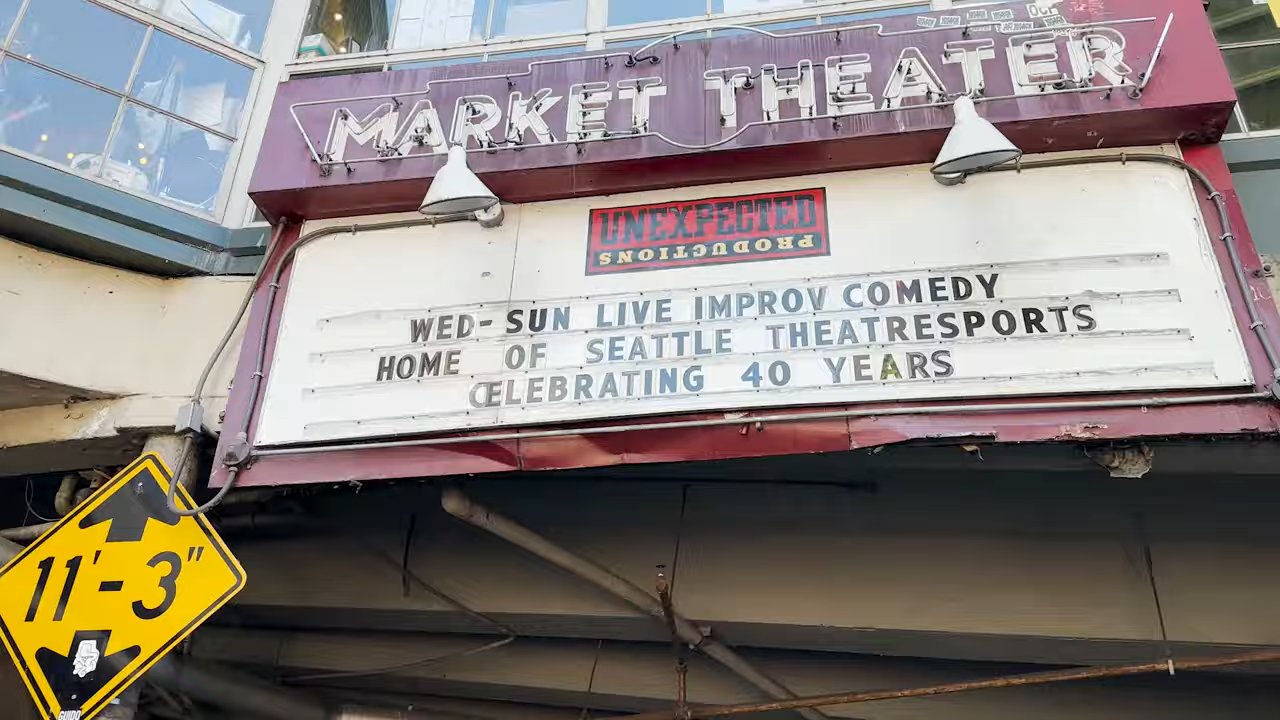 MARKET THEATER
UNEXPECTED
PRODUCTIONS
WED- SUN LIVE IMPROV COMEDY
HOME OF SEATTLE THEATRESPORTS
CELEBRATING 40 YEARS
11'-3"